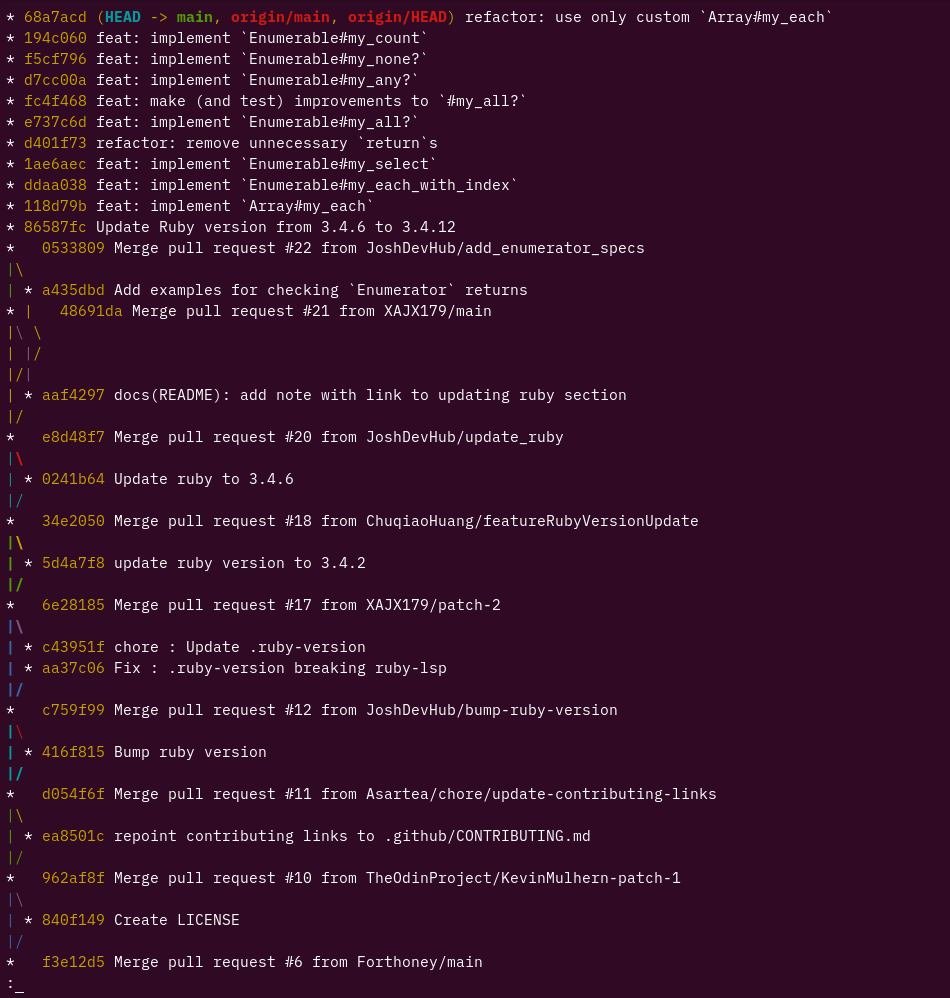 * 68a7acd (HEAD -> main, origin/main, origin/HEAD) refactor: use only custom `Array#my_each`
* 194c060 feat: implement `Enumerable#my_count`
* f5cf796 feat: implement `Enumerable#my_none?`
* d7cc00a feat: implement `Enumerable#my_any?`
* fc4f468 feat: make (and test) improvements to `#my_all?`
* e737c6d feat: implement `Enumerable#my_all?`
* d401f73 refactor: remove unnecessary `return`s
* 1ae6aec feat: implement `Enumerable#my_select`
* ddaa038 feat: implement `Enumerable#my_each_with_index`
* 118d79b feat: implement `Array#my_each`
* 86587fc Update Ruby version from 3.4.6 to 3.4.12
*   0533809 Merge pull request #22 from JoshDevHub/add_enumerator_specs
|\
| * a435dbd Add examples for checking `Enumerator` returns
* |   48691da Merge pull request #21 from XAJX179/main
|\ \
| |/
|/|
| * aaf4297 docs(README): add note with link to updating ruby section
|/
*   e8d48f7 Merge pull request #20 from JoshDevHub/update_ruby
|\
| * 0241b64 Update ruby to 3.4.6
|/
*   34e2050 Merge pull request #18 from ChuqiaoHuang/featureRubyVersionUpdate
|\
| * 5d4a7f8 update ruby version to 3.4.2
|/
*   6e28185 Merge pull request #17 from XAJX179/patch-2
|\
| * c43951f chore : Update .ruby-version
| * aa37c06 Fix : .ruby-version breaking ruby-lsp
|/
*   c759f99 Merge pull request #12 from JoshDevHub/bump-ruby-version
|\
| * 416f815 Bump ruby version
|/
*   d054f6f Merge pull request #11 from Asartea/chore/update-contributing-links
|\
| * ea8501c repoint contributing links to .github/CONTRIBUTING.md
|/
*   962af8f Merge pull request #10 from TheOdinProject/KevinMulhern-patch-1
|\
| * 840f149 Create LICENSE
|/
*   f3e12d5 Merge pull request #6 from Forthoney/main
:_